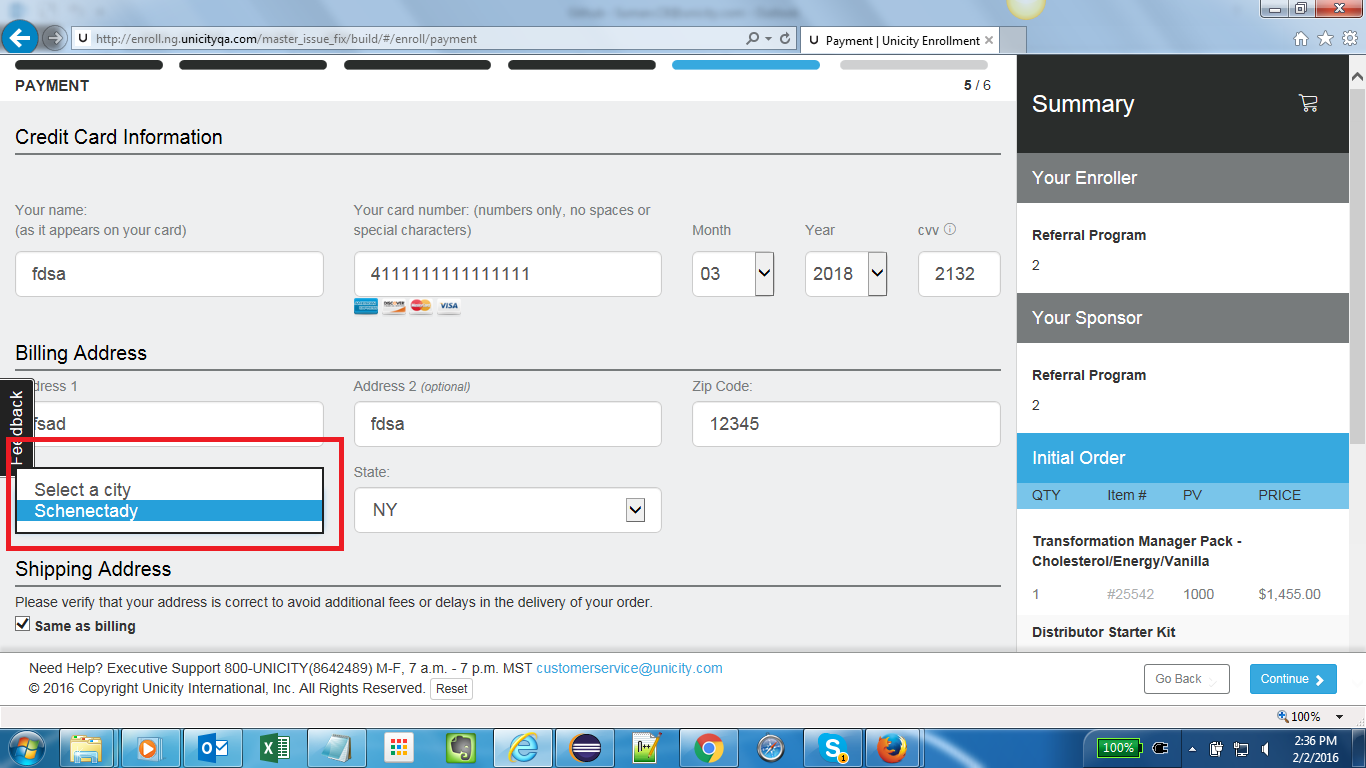 http://enroll.ng.unicityqa.com/master_issue_fix/build/#/enroll/payment
U Payment | Unicity Enrollment
PAYMENT
5 / 6
Credit Card Information
Your name:
(as it appears on your card)
Your card number: (numbers only, no spaces or
special characters)
Month
Year
cvv
fdsa
4111111111111111
03
2018
2132
DISCOVER
VISA
Billing Address
dress 1
Address 2 (optional)
Zip Code:
fsad
fdsa
12345
Feedback
Select a city
Schenectady
State:
NY
Shipping Address
Please verify that your address is correct to avoid additional fees or delays in the delivery of your order.
Same as billing
Summary
Your Enroller
Referral Program
2
Your Sponsor
Referral Program
2
Initial Order
QTY Item # PV PRICE
Transformation Manager Pack -
Cholesterol/Energy/Vanilla
1 #25542 1000 $1,455.00
Distributor Starter Kit
Need Help? Executive Support 800-UNICITY(8642489) M-F, 7 a.m. - 7 p.m. MST customerservice@unicity.com
© 2016 Copyright Unicity International, Inc. All Rights Reserved. Reset
Go Back
Continue
100%
100%
2:36 PM
2/2/2016